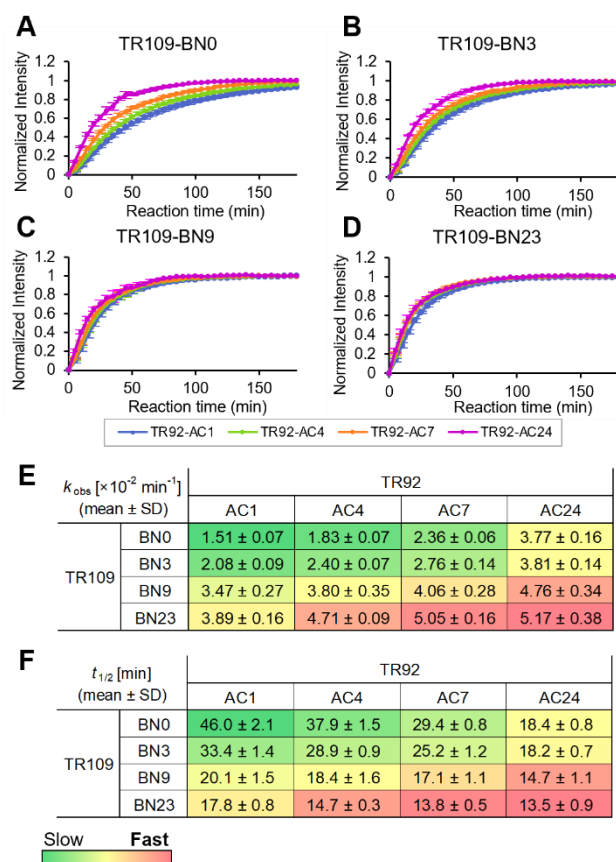 A
TR109-BN0
Normalized Intensity
1.2
1
0.8
0.6
0.4
0.2
0
0 50 100 150
Reaction time (min)
B
TR109-BN3
Normalized Intensity
1.2
1
0.8
0.6
0.4
0.2
0
0 50 100 150
Reaction time (min)
C
TR109-BN9
Normalized Intensity
1.2
1
0.8
0.6
0.4
0.2
0
0 50 100 150
Reaction time (min)
D
TR109-BN23
Normalized Intensity
1.2
1
0.8
0.6
0.4
0.2
0
0 50 100 150
Reaction time (min)
TR92-AC1 TR92-AC4 TR92-AC7 TR92-AC24
E
k obs [×10⁻² min⁻¹]
(mean ± SD)
TR92
AC1 AC4 AC7 AC24
TR109
BN0 1.51 ± 0.07 1.83 ± 0.07 2.36 ± 0.06 3.77 ± 0.16
BN3 2.08 ± 0.09 2.40 ± 0.07 2.76 ± 0.14 3.81 ± 0.14
BN9 3.47 ± 0.27 3.80 ± 0.35 4.06 ± 0.28 4.76 ± 0.34
BN23 3.89 ± 0.16 4.71 ± 0.09 5.05 ± 0.16 5.17 ± 0.38
F
t 1/2 [min]
(mean ± SD)
TR92
AC1 AC4 AC7 AC24
TR109
BN0 46.0 ± 2.1 37.9 ± 1.5 29.4 ± 0.8 18.4 ± 0.8
BN3 33.4 ± 1.4 28.9 ± 0.9 25.2 ± 1.2 18.2 ± 0.7
BN9 20.1 ± 1.5 18.4 ± 1.6 17.1 ± 1.1 14.7 ± 1.1
BN23 17.8 ± 0.8 14.7 ± 0.3 13.8 ± 0.5 13.5 ± 0.9
Slow Fast